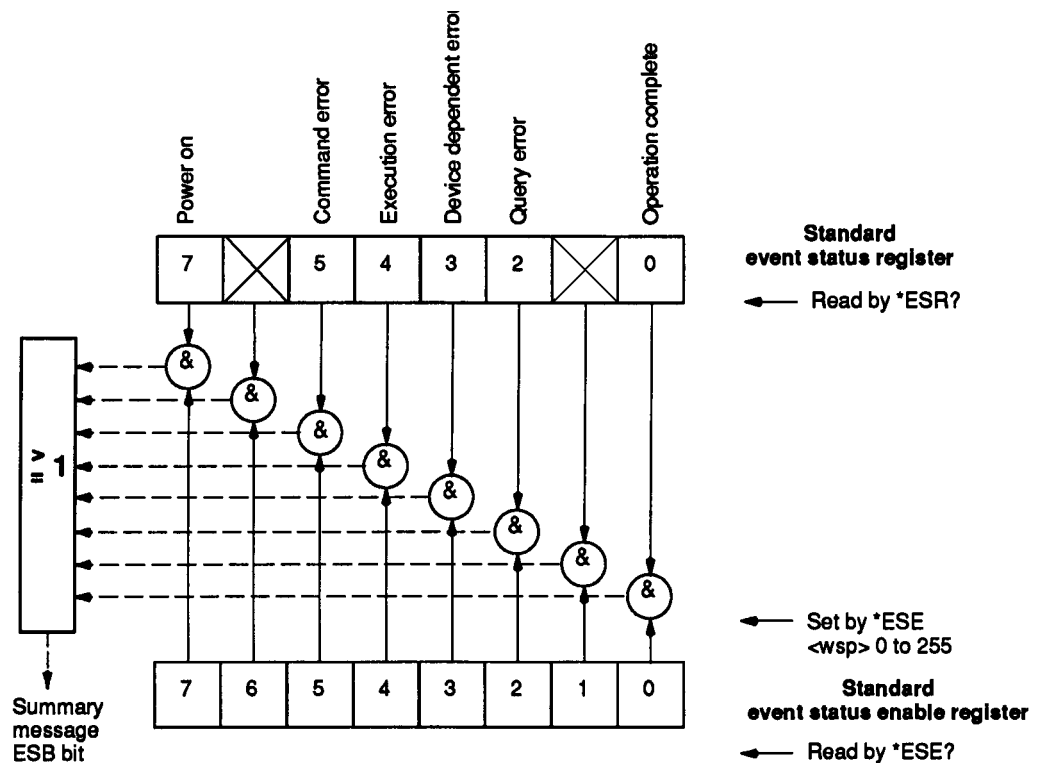 Power on
Command error
Execution error
Device dependent error
Query error
Operation complete
7 5 4 3 2 0
Standard
event status register
Read by *ESR?
&
&
&
&
&
&
&
&
≥ 1
Set by *ESE
<wsp> 0 to 255
7 6 5 4 3 2 1 0
Standard
event status enable register
Read by *ESE?
Summary
message
ESB bit